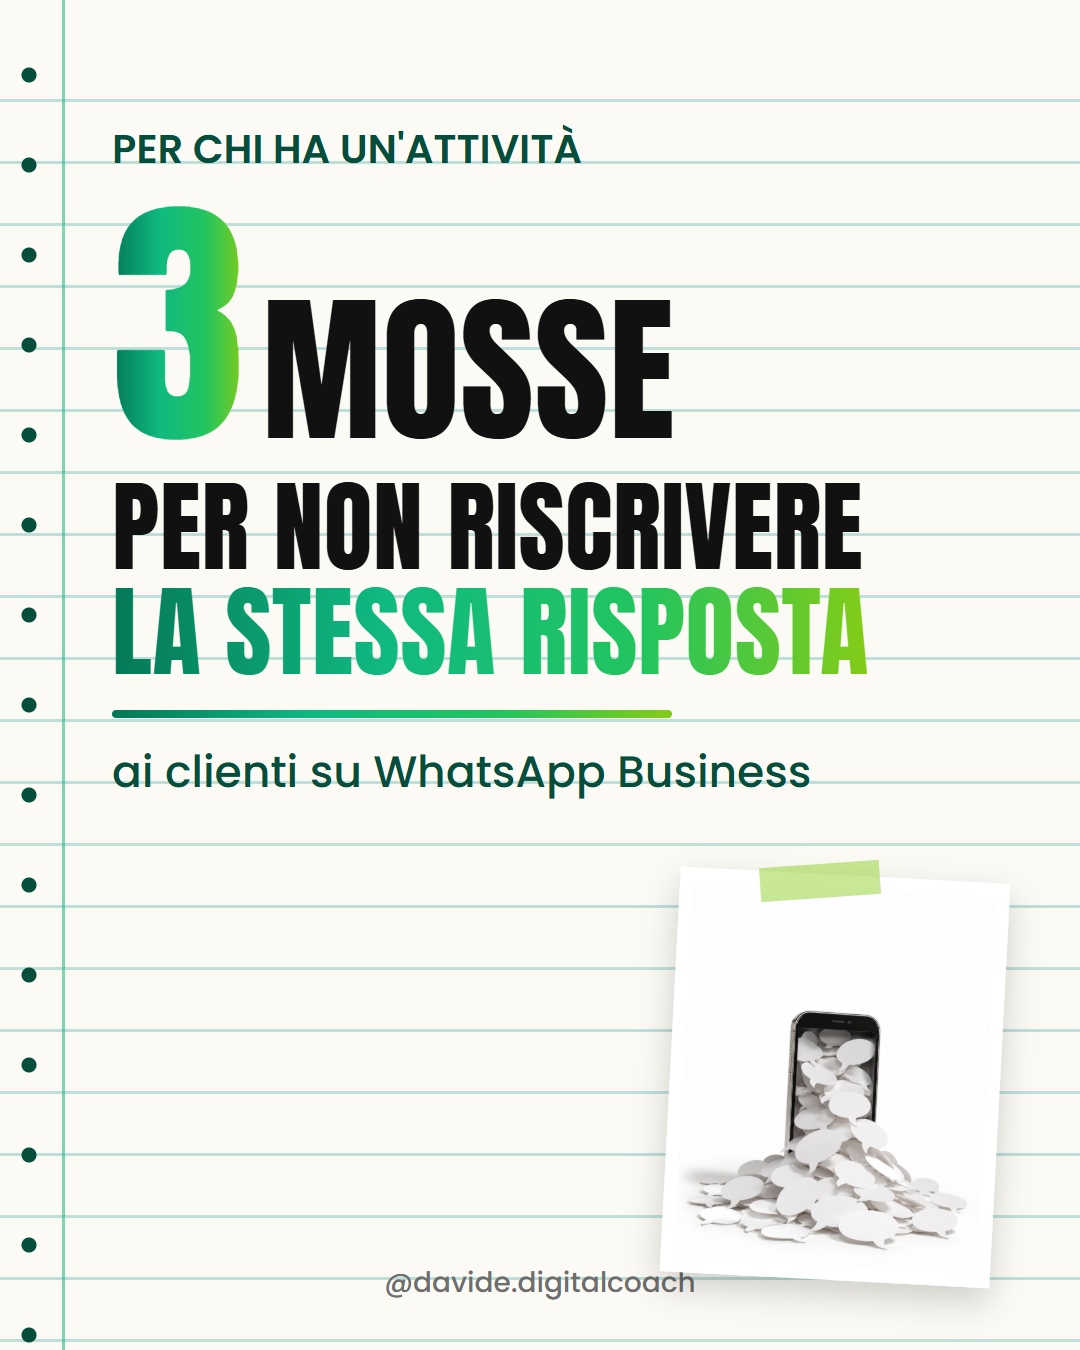 PER CHI HA UN'ATTIVITÀ
3 MOSSE
PER NON RISCRIVERE
LA STESSA RISPOSTA
ai clienti su WhatsApp Business
@davide.digitalcoach